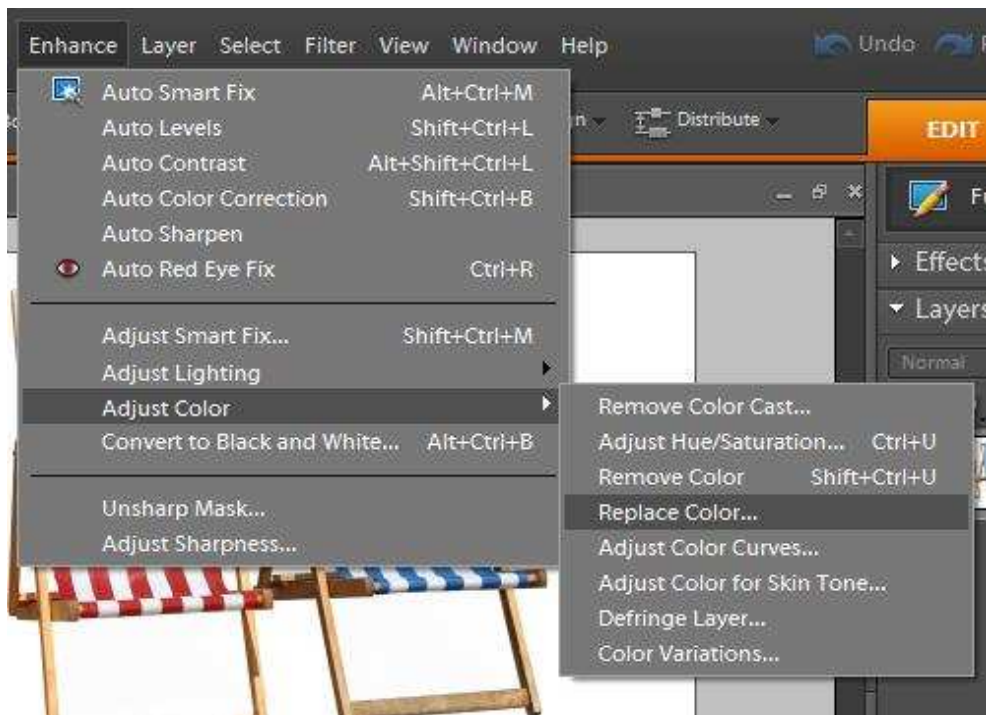 Enhance Layer Select Filter View Window Help Undo
Auto Smart Fix Alt+Ctrl+M
Auto Levels Shift+Ctrl+L
Distribute
EDIT
Auto Contrast Alt+Shift+Ctrl+L
Auto Color Correction Shift+Ctrl+B
Auto Sharpen
Auto Red Eye Fix Ctrl+R
Effects
Layers
Adjust Smart Fix... Shift+Ctrl+M
Adjust Lighting
Normal
Adjust Color
Convert to Black and White... Alt+Ctrl+B
Unsharp Mask...
Adjust Sharpness...
Remove Color Cast...
Adjust Hue/Saturation... Ctrl+U
Remove Color Shift+Ctrl+U
Replace Color...
Adjust Color Curves...
Adjust Color for Skin Tone...
Defringe Layer...
Color Variations...